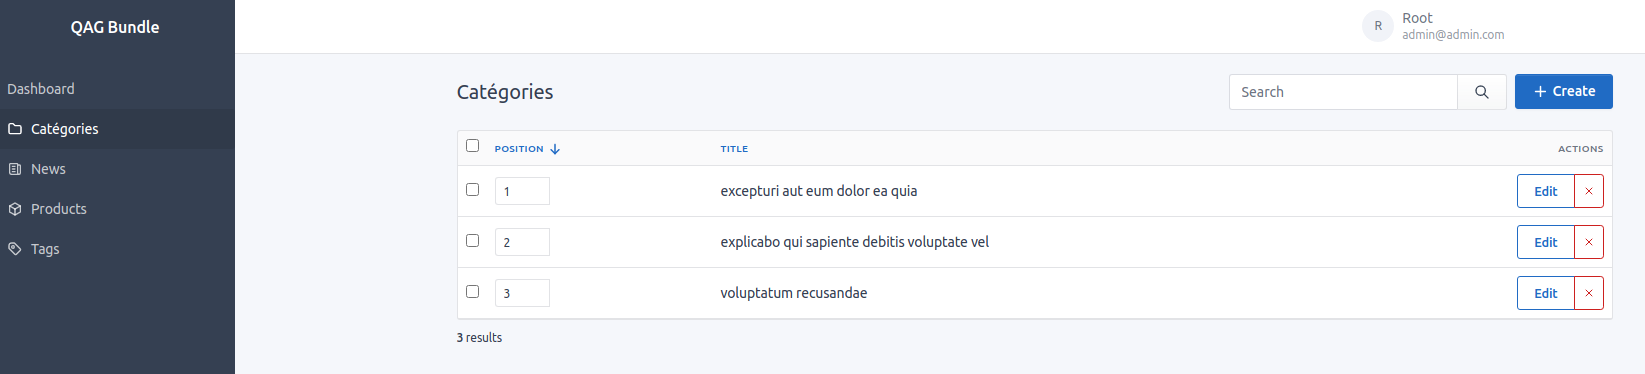 QAG Bundle
R
Root
admin@admin.com
Dashboard
Catégories
News
Products
Tags
Catégories
Search
Create
POSITION TITLE ACTIONS
1 excepturi aut eum dolor ea quia Edit
2 explicabo qui sapiente debitis voluptate vel Edit
3 voluptatum recusandae Edit
3 results